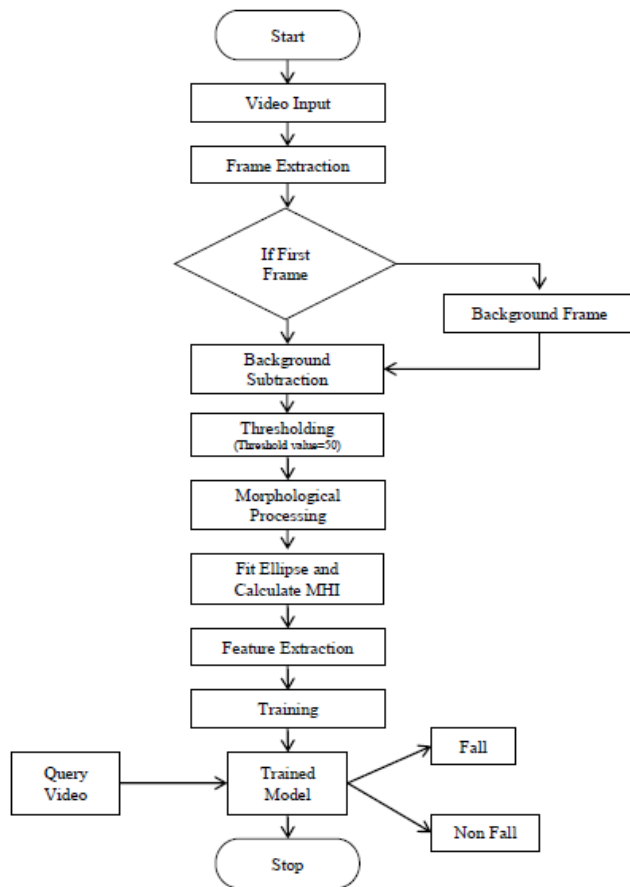 Start
Video Input
Frame Extraction
If First
Frame
Background Frame
Background
Subtraction
Thresholding
(Threshold value=50)
Morphological
Processing
Fit Ellipse and
Calculate MHI
Feature Extraction
Training
Fall
Query
Video
Trained
Model
Non Fall
Stop